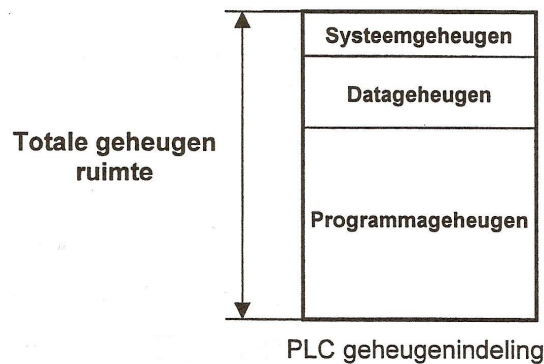 Systeemgeheugen
Datageheugen
Totale geheugen
ruimte
Programmageheugen
PLC geheugenindeling